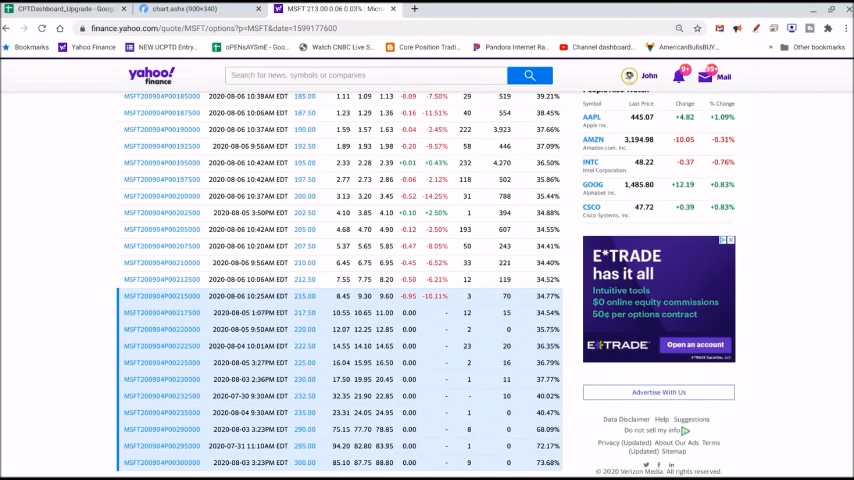 CPTDashboard_Upgrade - Goog
chart.ashx (900×340)
MSFT 213.00 0.06 0.03% : Micro
finance.yahoo.com/quote/MSFT/options?p=MSFT&date=1599177600
Bookmarks Yahoo Finance NEW UCPTD Entry... oPENsAYSmE - Goo... Watch CNBC Live S... Core Position Tradi... Pandora Internet Ra... Channel dashboard... AmericanBullsBUY... » Other bookmarks
yahoo! finance
Search for news, symbols or companies
John 9+ 99+ Mail
MSFT200904P00185000 2020-08-06 10:38AM EDT 185.00 1.11 1.09 1.13 -0.09 -7.50% 29 519 39.21%
MSFT200904P00187500 2020-08-06 10:06AM EDT 187.50 1.23 1.29 1.36 -0.16 -11.51% 40 554 38.45%
MSFT200904P00190000 2020-08-06 10:37AM EDT 190.00 1.59 1.57 1.63 -0.04 -2.45% 222 3,923 37.66%
MSFT200904P00192500 2020-08-06 9:56AM EDT 192.50 1.89 1.93 1.98 -0.20 -9.57% 58 446 37.09%
MSFT200904P00195000 2020-08-06 10:42AM EDT 195.00 2.33 2.28 2.39 +0.01 +0.43% 232 4,270 36.50%
MSFT200904P00197500 2020-08-06 10:42AM EDT 197.50 2.77 2.73 2.86 -0.06 -2.12% 118 502 35.86%
MSFT200904P00200000 2020-08-06 10:37AM EDT 200.00 3.13 3.20 3.45 -0.52 -14.25% 31 788 35.44%
MSFT200904P00202500 2020-08-05 3:50PM EDT 202.50 4.10 3.85 4.10 +0.10 +2.50% 1 394 34.88%
MSFT200904P00205000 2020-08-06 10:42AM EDT 205.00 4.68 4.70 4.90 -0.12 -2.50% 193 607 34.55%
MSFT200904P00207500 2020-08-06 10:20AM EDT 207.50 5.37 5.65 5.85 -0.47 -8.05% 50 243 34.41%
MSFT200904P00210000 2020-08-06 9:56AM EDT 210.00 6.45 6.75 6.95 -0.45 -6.52% 33 221 34.40%
MSFT200904P00212500 2020-08-06 10:06AM EDT 212.50 7.55 7.75 8.20 -0.50 -6.21% 12 119 34.52%
MSFT200904P00215000 2020-08-06 10:25AM EDT 215.00 8.45 9.30 9.60 -0.95 -10.11% 3 70 34.77%
MSFT200904P00217500 2020-08-05 1:07PM EDT 217.50 10.55 10.65 11.00 0.00 - 12 15 34.54%
MSFT200904P00220000 2020-08-05 9:50AM EDT 220.00 12.07 12.25 12.85 0.00 - 2 0 35.75%
MSFT200904P00222500 2020-08-04 10:01AM EDT 222.50 14.55 14.10 14.65 0.00 - 23 20 36.35%
MSFT200904P00225000 2020-08-05 3:27PM EDT 225.00 16.04 15.95 16.50 0.00 - 2 16 36.79%
MSFT200904P00230000 2020-08-03 2:36PM EDT 230.00 17.50 19.95 20.45 0.00 - 1 11 37.77%
MSFT200904P00232500 2020-07-30 9:30AM EDT 232.50 32.35 21.90 22.85 0.00 - - 10 40.02%
MSFT200904P00235000 2020-08-04 9:30AM EDT 235.00 23.31 24.05 24.95 0.00 - 1 0 40.47%
MSFT200904P00290000 2020-08-03 3:23PM EDT 290.00 75.15 77.70 78.85 0.00 - 8 0 68.09%
MSFT200904P00295000 2020-07-31 11:10AM EDT 295.00 94.20 82.80 83.95 0.00 - 1 0 72.17%
MSFT200904P00300000 2020-08-03 3:23PM EDT 300.00 85.10 87.75 88.80 0.00 - 9 0 73.68%
Symbol Last Price Change % Change
AAPL 445.07 +4.82 +1.09%
Apple Inc.
AMZN 3,194.98 -10.05 -0.31%
Amazon.com, Inc.
INTC 48.22 -0.37 -0.76%
Intel Corporation
GOOG 1,485.80 +12.19 +0.83%
Alphabet Inc.
CSCO 47.72 +0.39 +0.83%
Cisco Systems, Inc.
E*TRADE
has it all
Intuitive tools
$0 online equity commissions
50¢ per options contract
E*TRADE Open an account
Advertise With Us
Data Disclaimer Help Suggestions
Do not sell my info
Privacy (Updated) About Our Ads Terms
(Updated) Sitemap
© 2020 Verizon Media. All rights reserved.